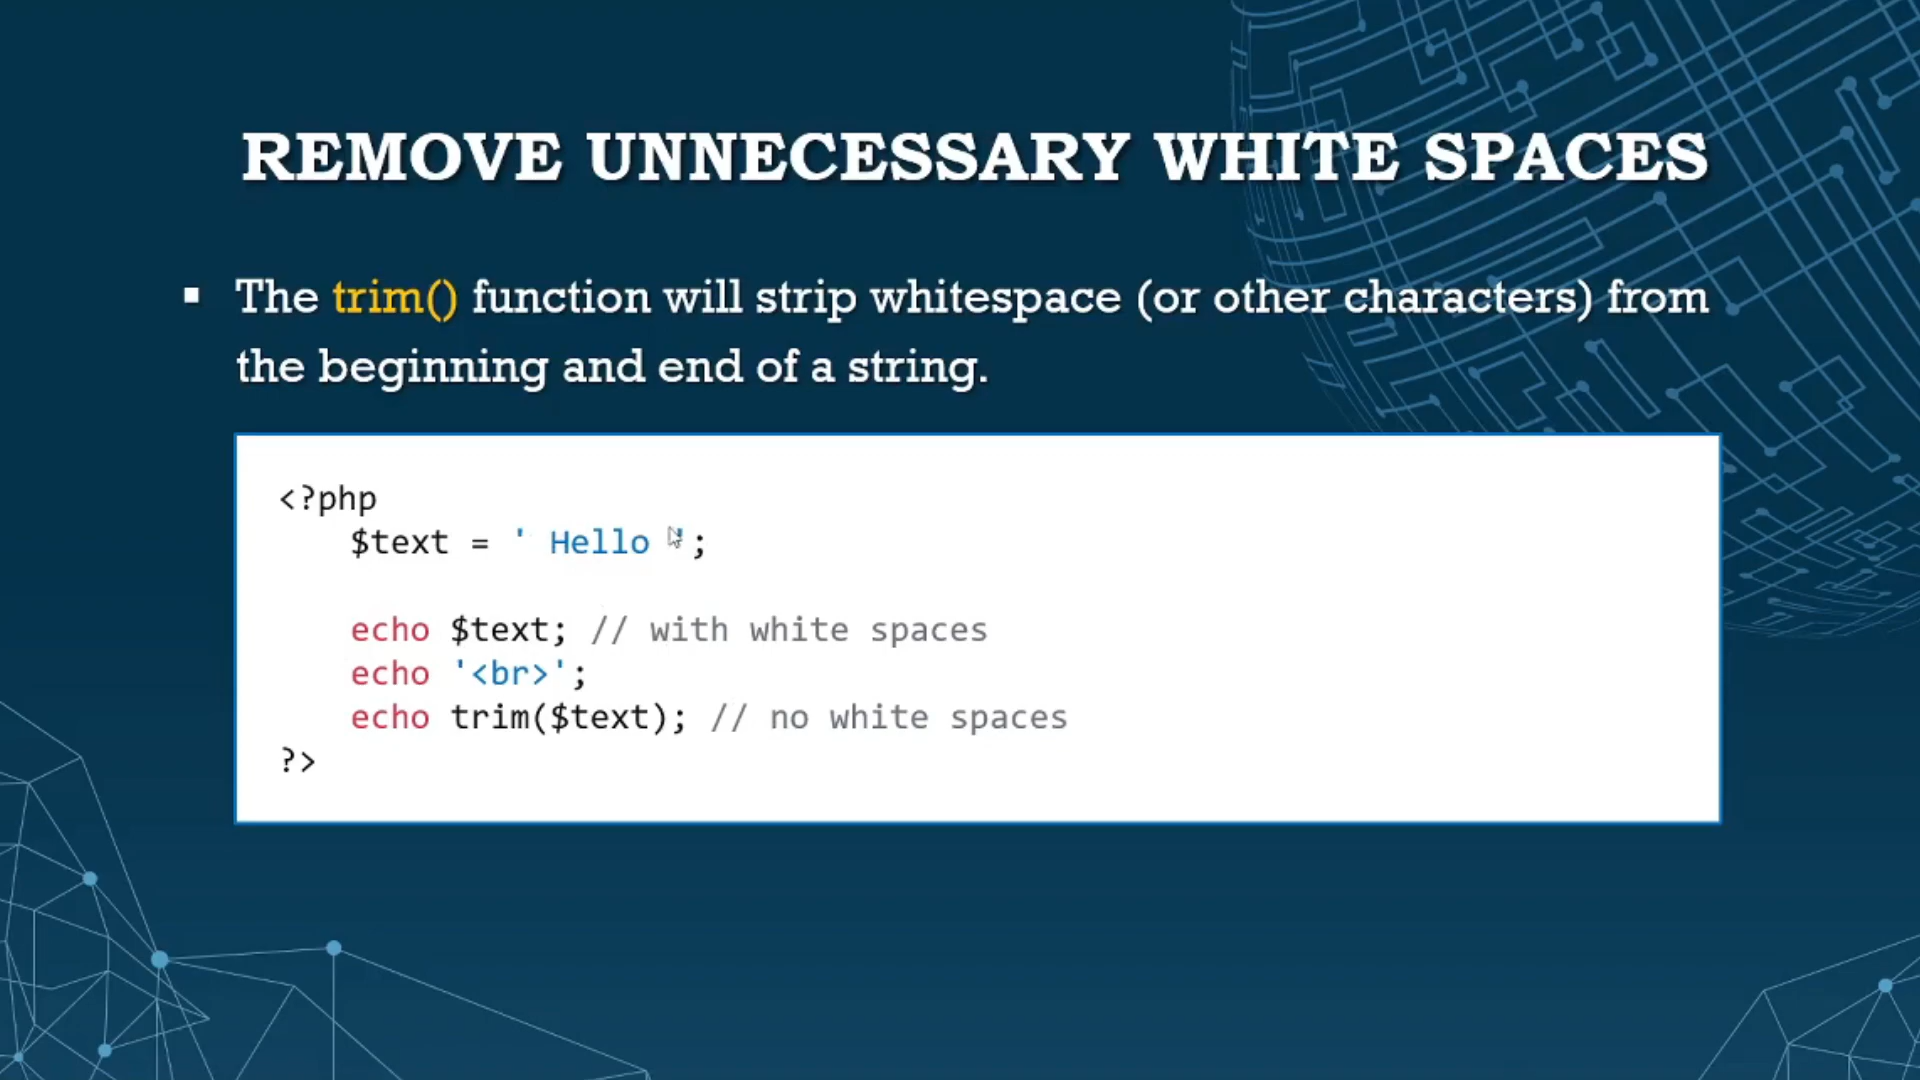 REMOVE UNNECESSARY WHITE SPACES
▪ The trim() function will strip whitespace (or other characters) from
the beginning and end of a string.
<?php
    $text = ' Hello ';
    echo $text; // with white spaces
    echo '<br>';
    echo trim($text); // no white spaces
?>